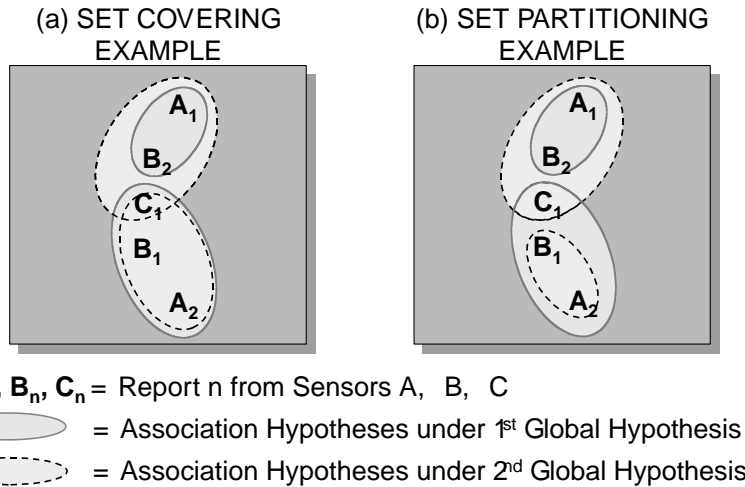 (a) SET COVERING
EXAMPLE
(b) SET PARTITIONING
EXAMPLE
A1
B2
C1
B1
A2
A1
B2
C1
B1
A2
, Bn, Cn = Report n from Sensors A, B, C
= Association Hypotheses under 1st Global Hypothesis
= Association Hypotheses under 2nd Global Hypothesis